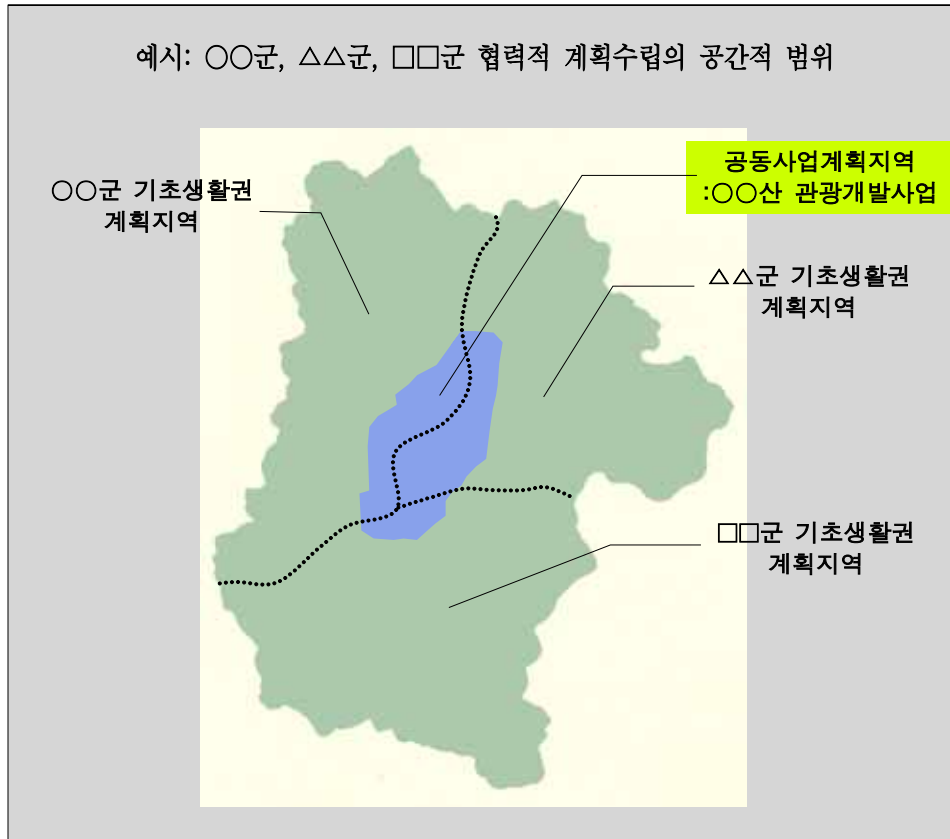 예시: ○○군, △△군, □□군 협력적 계획수립의 공간적 범위
공동사업계획지역
:○○산 관광개발사업
○○군 기초생활권
계획지역
△△군 기초생활권
계획지역
□□군 기초생활권
계획지역